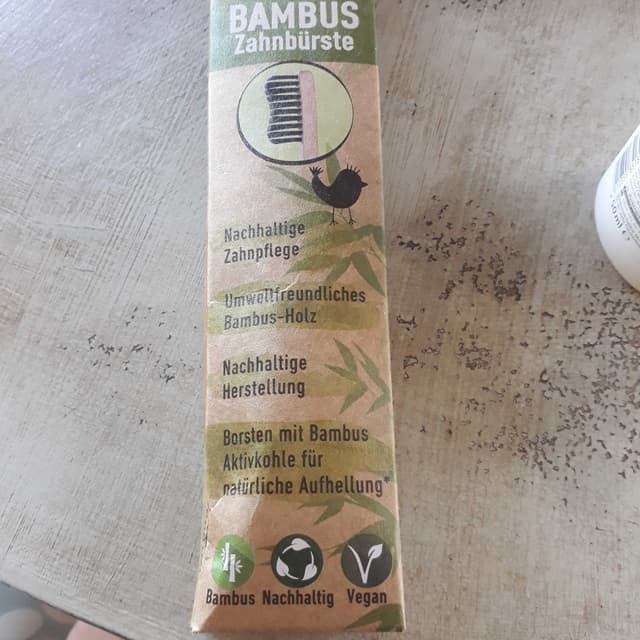 BAMBUS
Zahnbürste
Nachhaltige
Zahnpflege
Umweltfreundliches
Bambus-Holz
Nachhaltige
Herstellung
Borsten mit Bambus
Aktivkohle für
natürliche Aufhellung*
Bambus Nachhaltig Vegan